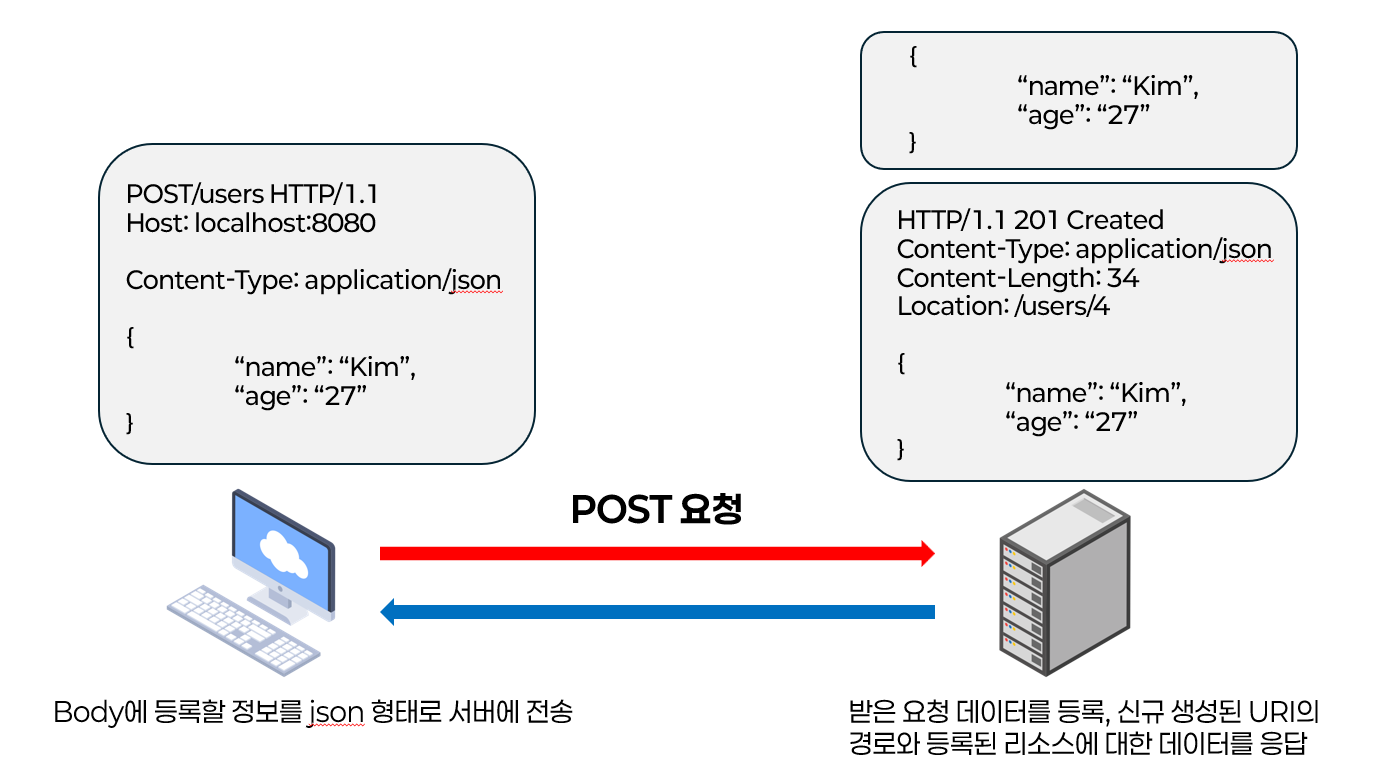 POST/users HTTP/1.1
Host: localhost:8080
Content-Type: application/json
{
“name”: “Kim”,
“age”: “27”
}
{
“name”: “Kim”,
“age”: “27”
}
HTTP/1.1 201 Created
Content-Type: application/json
Content-Length: 34
Location: /users/4
{
“name”: “Kim”,
“age”: “27”
}
POST 요청
Body에 등록할 정보를 json 형태로 서버에 전송
받은 요청 데이터를 등록, 신규 생성된 URI의
경로와 등록된 리소스에 대한 데이터를 응답